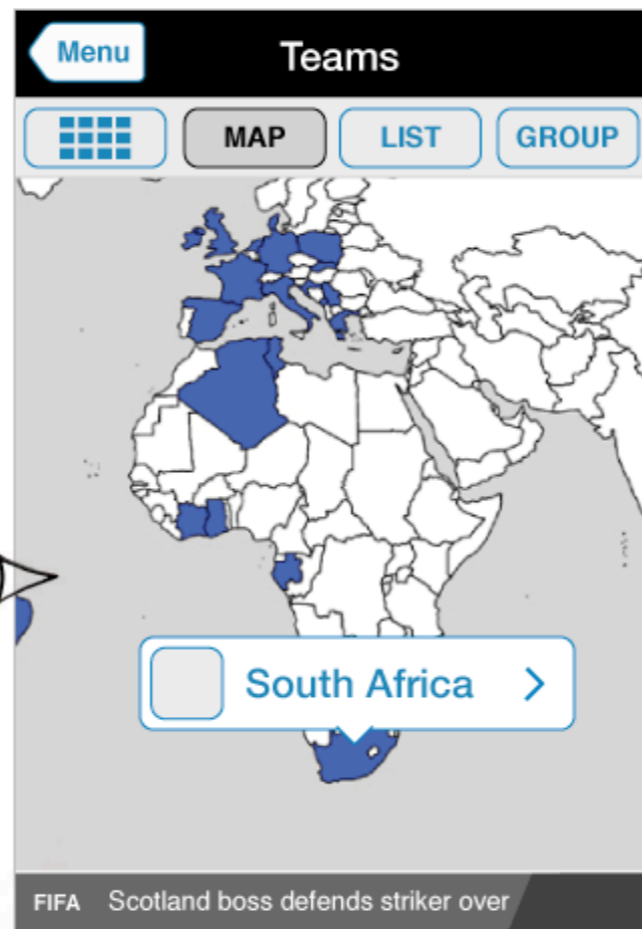 Menu
Teams
MAP
LIST
GROUP
South Africa
FIFA Scotland boss defends striker over